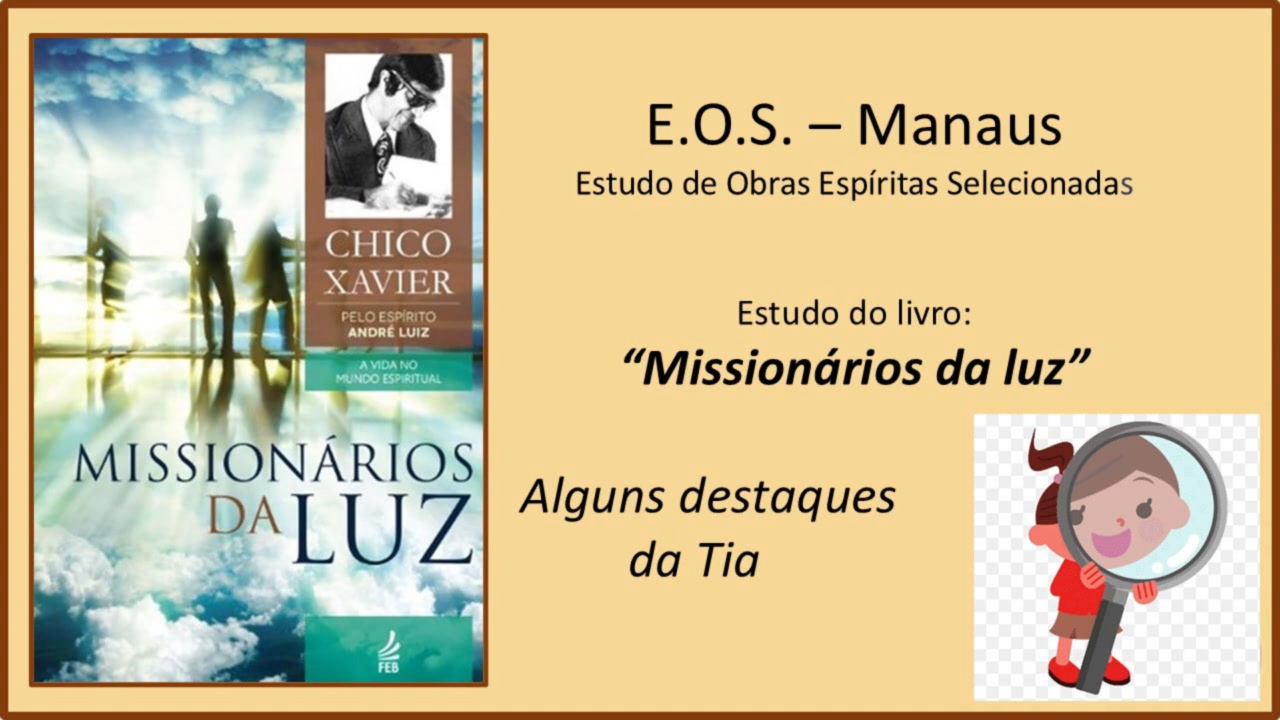 CHICO
XAVIER
PELO ESPÍRITO
ANDRÉ LUIZ
A VIDA NO
MUNDO ESPIRITUAL
MISSIONÁRIOS
DA LUZ
FEB
E.O.S. – Manaus
Estudo de Obras Espíritas Selecionadas
Estudo do livro:
“Missionários da luz”
Alguns destaques
da Tia